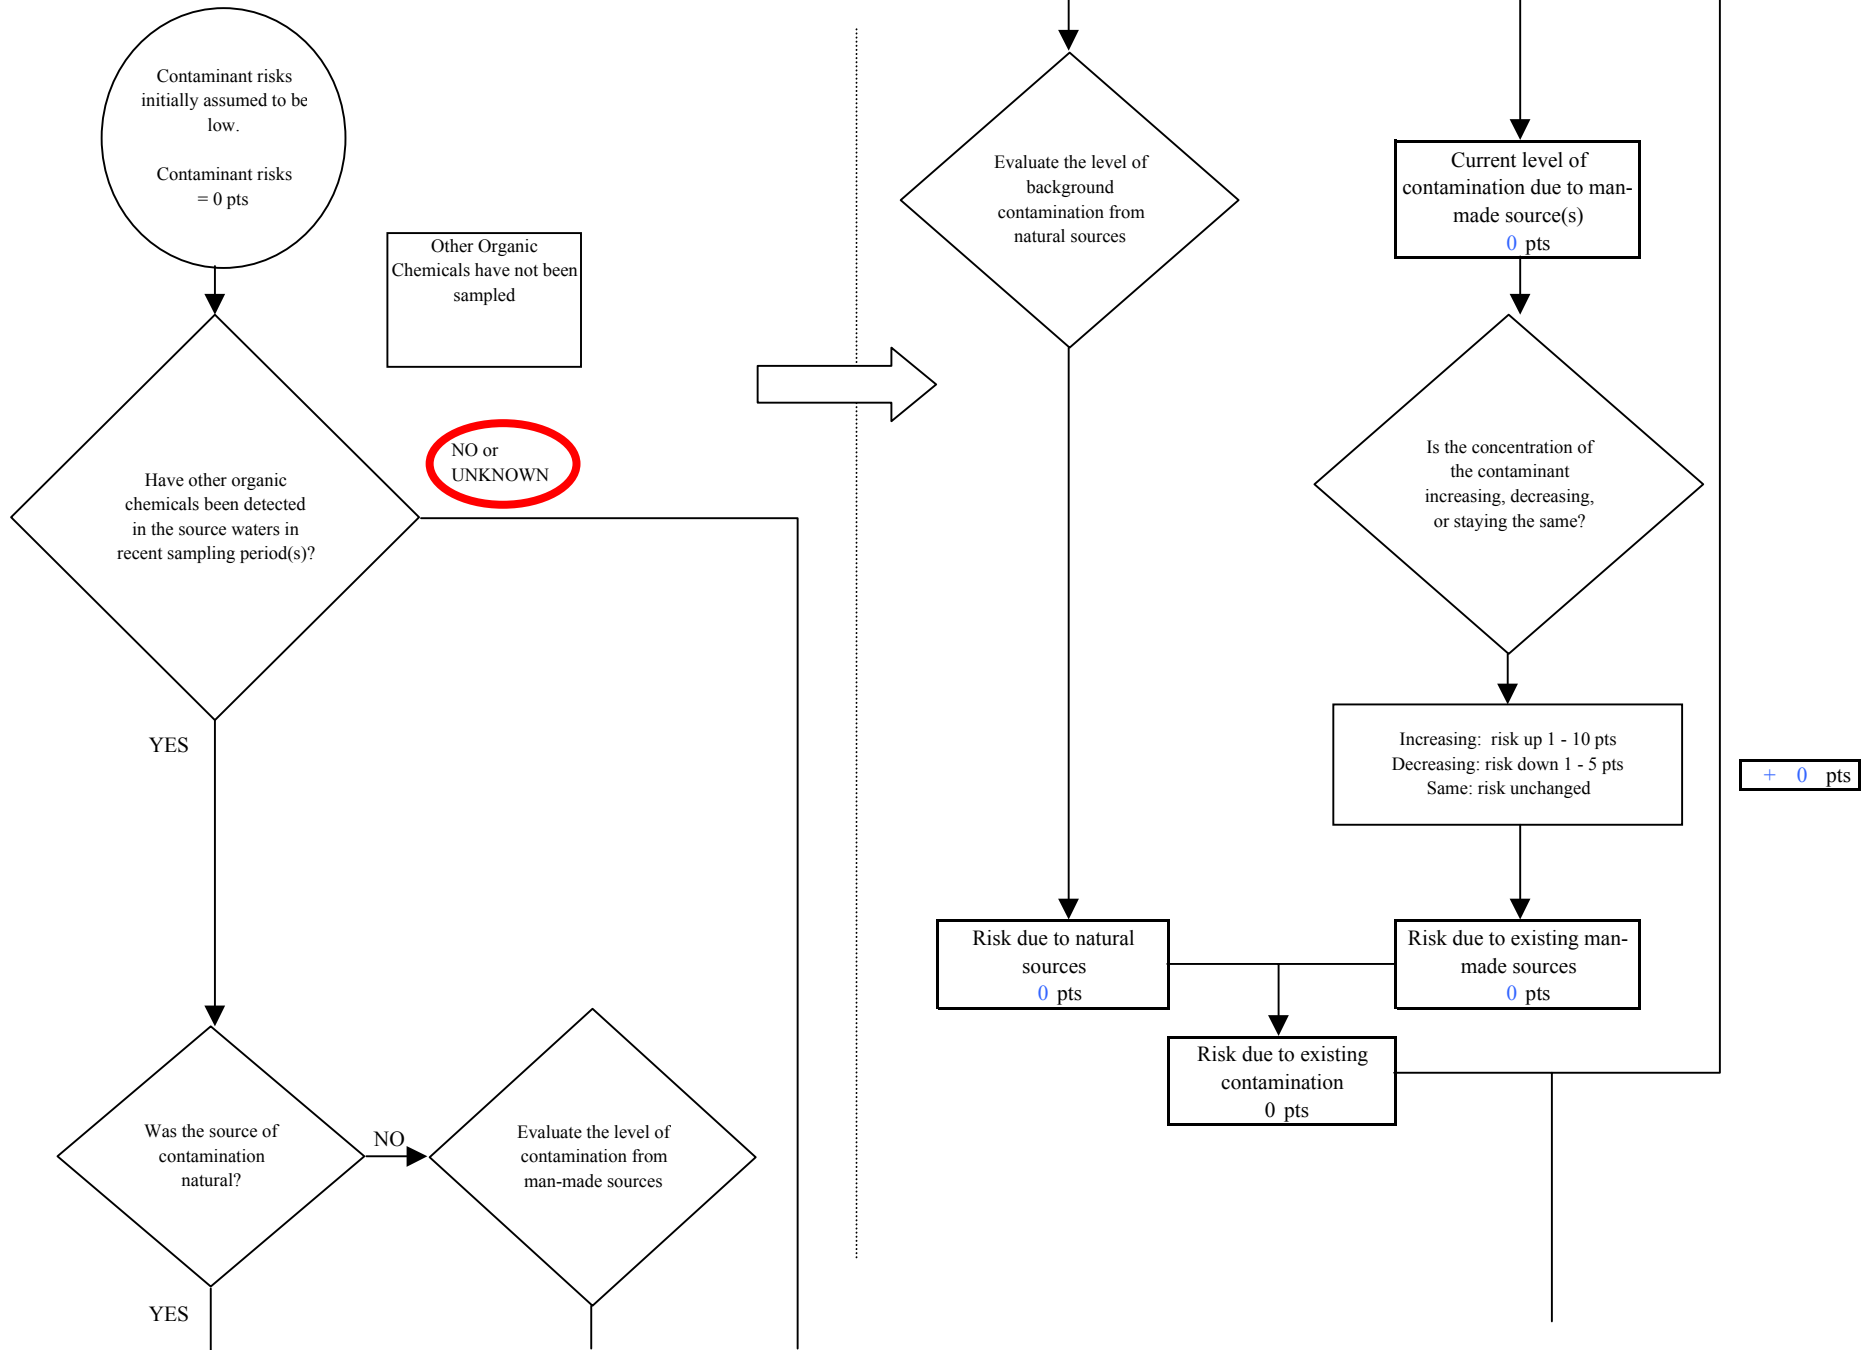 Contaminant risks
initially assumed to be
low.
Contaminant risks
= 0 pts
Other Organic
Chemicals have not been
sampled
NO or
UNKNOWN
Have other organic
chemicals been detected
in the source waters in
recent sampling period(s)?
YES
Was the source of
contamination
natural?
NO
Evaluate the level of
contamination from
man-made sources
YES
Evaluate the level of
background
contamination from
natural sources
Current level of
contamination due to man-
made source(s)
0 pts
Is the concentration of
the contaminant
increasing, decreasing,
or staying the same?
Increasing: risk up 1 - 10 pts
Decreasing: risk down 1 - 5 pts
Same: risk unchanged
+ 0 pts
Risk due to natural
sources
0 pts
Risk due to existing man-
made sources
0 pts
Risk due to existing
contamination
0 pts